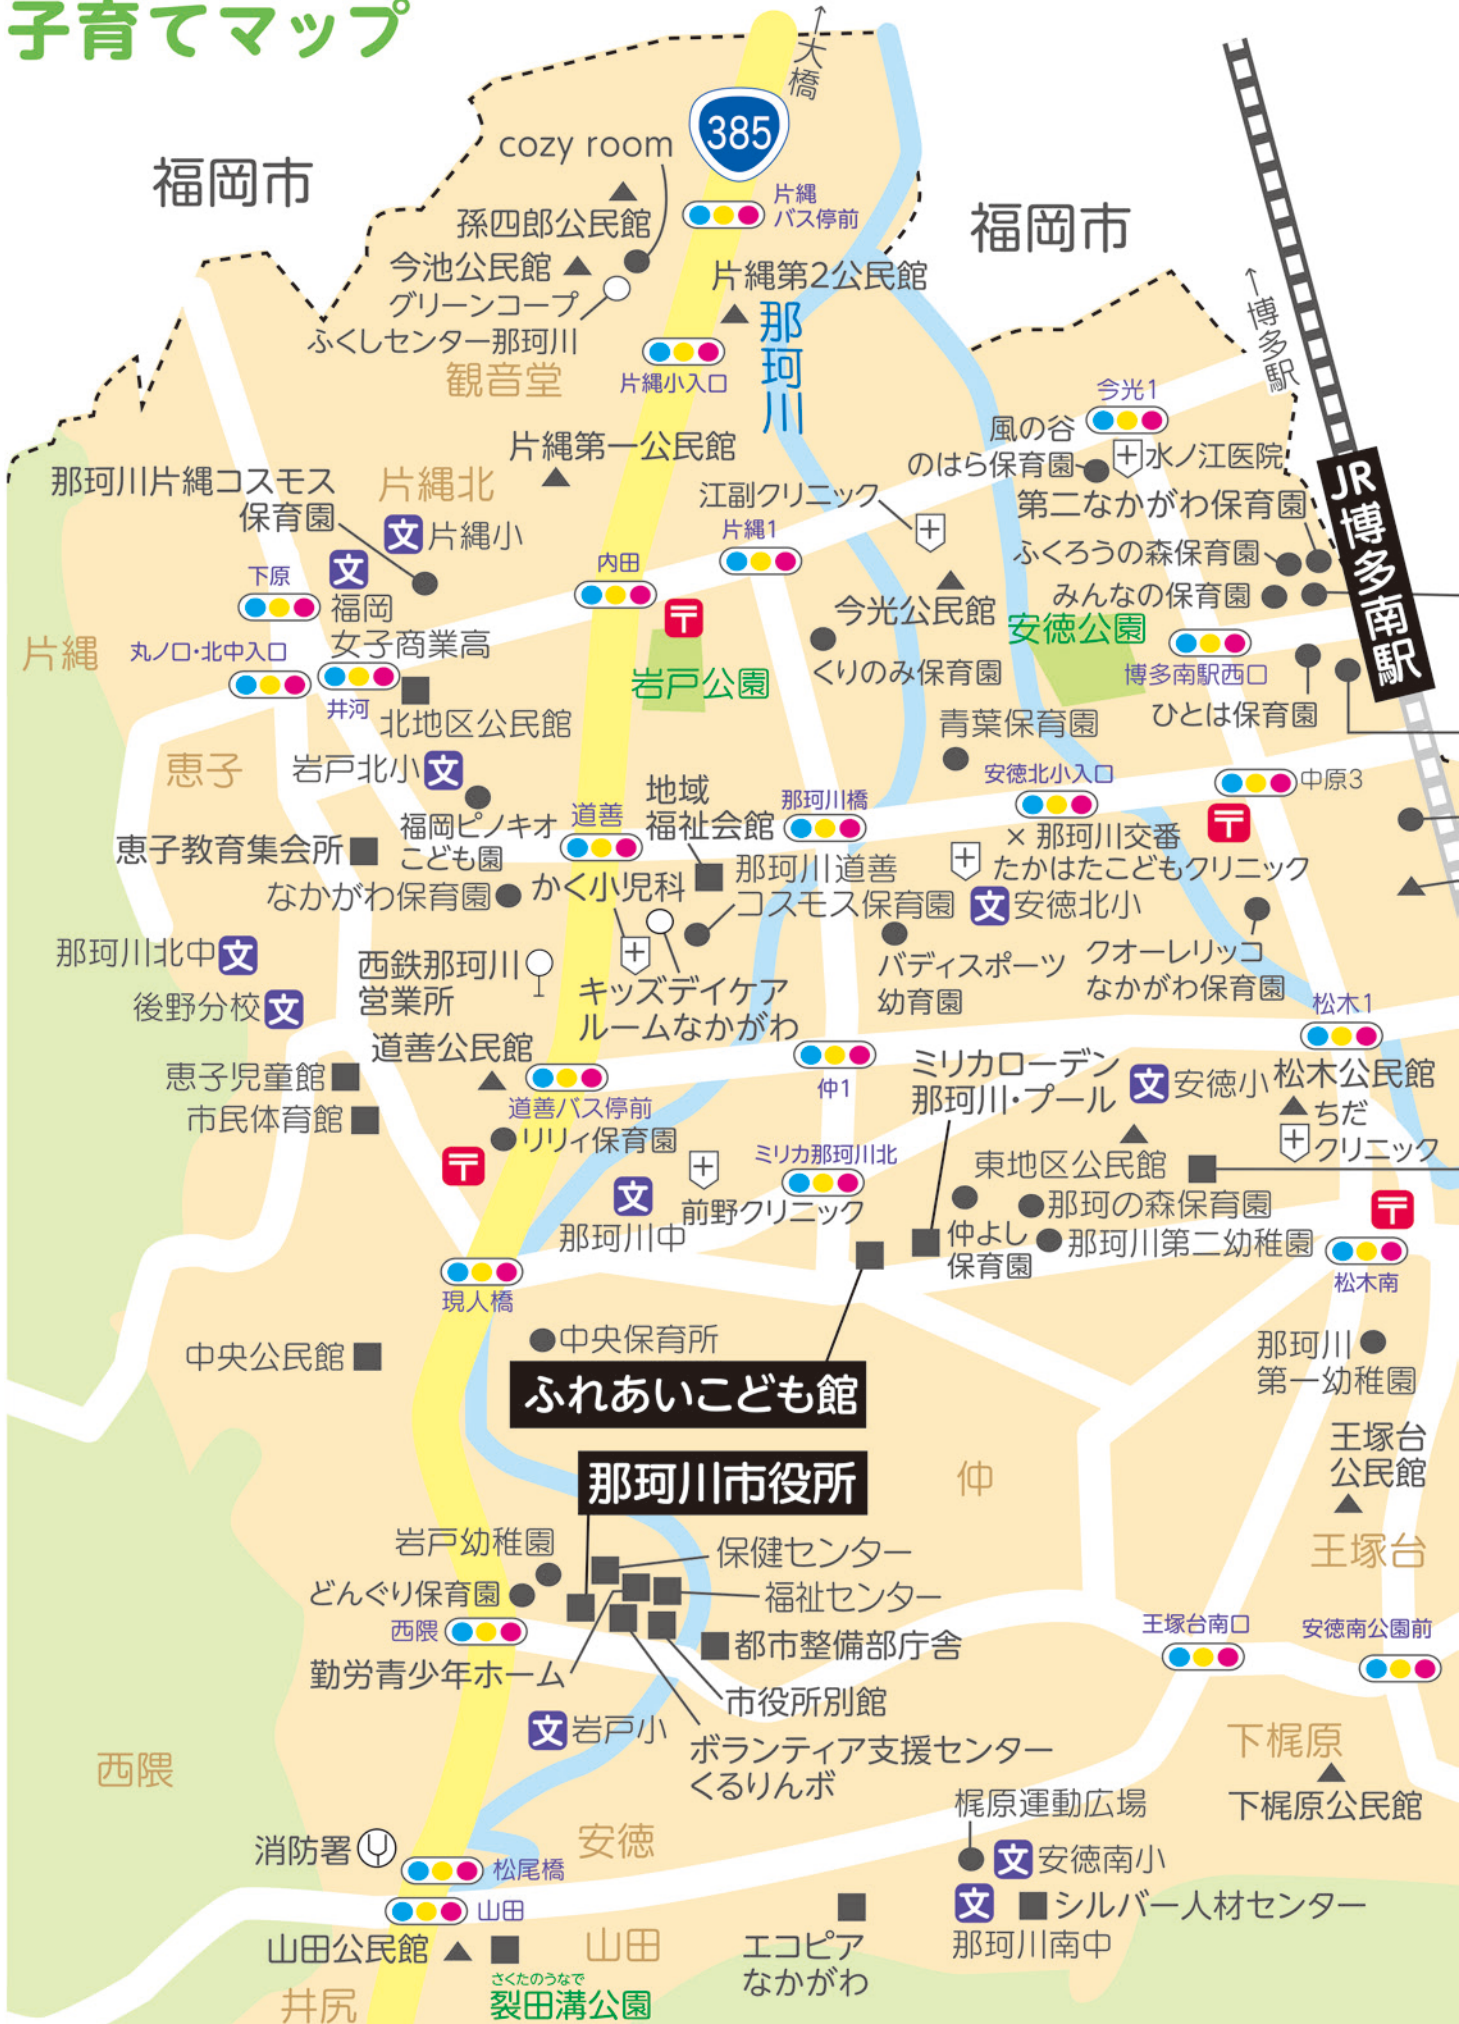 子育てマップ
↑大橋
385
cozy room
福岡市
片縄
バス停前
孫四郎公民館
福岡市
今池公民館
片縄第2公民館
グリーンコープ
ふくしセンター那珂川
那珂川
↑博多駅
観音堂
片縄小入口
今光1
風の谷
のはら保育園
水ノ江医院
片縄第一公民館
那珂川片縄コスモス
保育園
片縄北
江副クリニック
第二なかがわ保育園
JR博多南駅
文
片縄小
片縄1
ふくろうの森保育園
内田
下原
文
福岡
女子商業高
みんなの保育園
今光公民館
安徳公園
片縄
丸ノ口・北中入口
岩戸公園
くりのみ保育園
博多南駅西口
井河
北地区公民館
青葉保育園
ひとは保育園
恵子
岩戸北小
文
地域
福祉会館
那珂川橋
安徳北小入口
中原3
道善
福岡ピノキオ
こども園
× 那珂川交番
恵子教育集会所
たかはたこどもクリニック
なかがわ保育園
かく小児科
那珂川道善
コスモス保育園
文
安徳北小
那珂川北中
文
西鉄那珂川
営業所
バディスポーツ
幼育園
クオーレリッコ
なかがわ保育園
キッズデイケア
ルームなかがわ
後野分校
文
松木1
道善公民館
恵子児童館
仲1
ミリカローデン
那珂川・プール
文
安徳小
松木公民館
道善バス停前
ちだ
クリニック
市民体育館
リリィ保育園
ミリカ那珂川北
東地区公民館
文
那珂川中
前野クリニック
那珂の森保育園
仲よし
保育園
那珂川第二幼稚園
松木南
現人橋
中央保育所
中央公民館
那珂川
第一幼稚園
ふれあいこども館
王塚台
公民館
那珂川市役所
仲
岩戸幼稚園
保健センター
王塚台
どんぐり保育園
福祉センター
西隈
都市整備部庁舎
王塚台南口
安徳南公園前
勤労青少年ホーム
市役所別館
文
岩戸小
ボランティア支援センター
くるりんボ
西隈
下梶原
下梶原公民館
梶原運動広場
安徳
消防署
松尾橋
文
安徳南小
山田
文
シルバー人材センター
那珂川南中
山田公民館
山田
エコピア
なかがわ
さくたのうなで
裂田溝公園
井尻